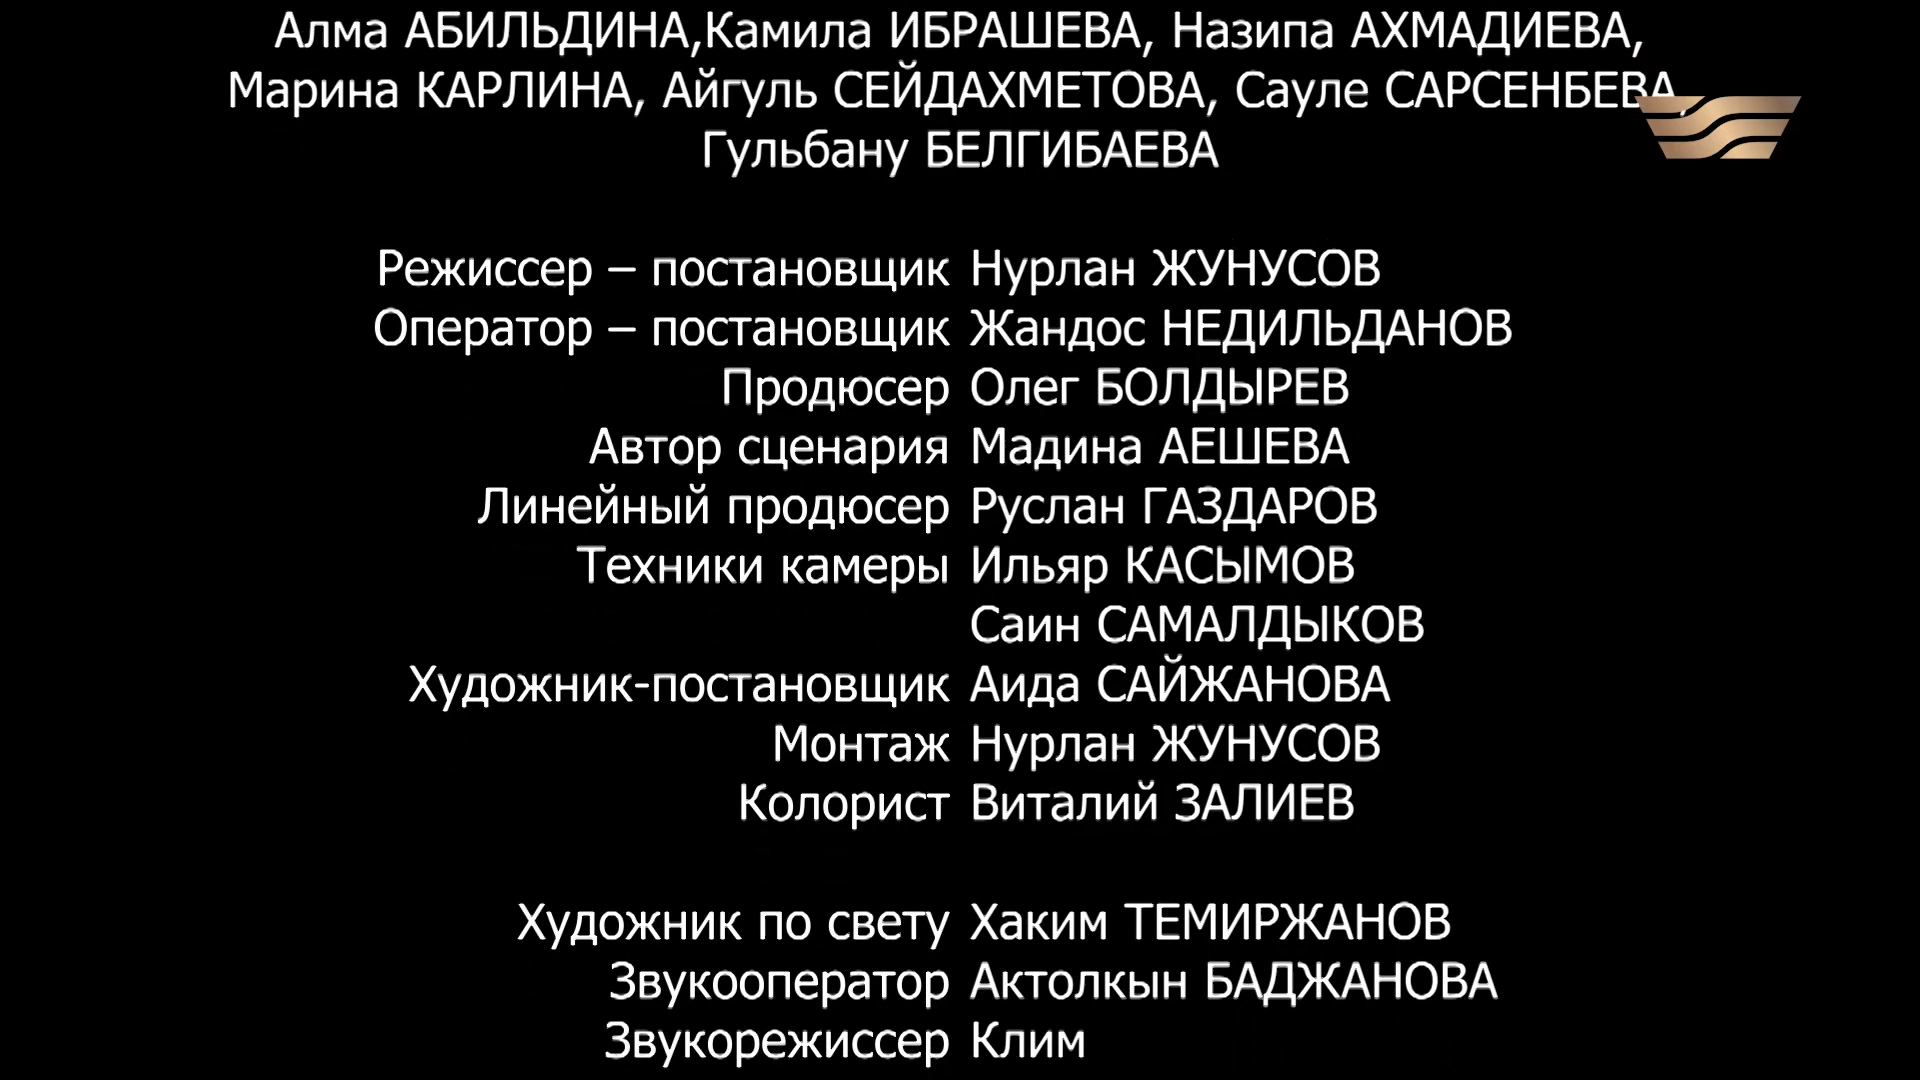 Алма АБИЛЬДИНА,Камила ИБРАШЕВА, Назипа АХМАДИЕВА,
Марина КАРЛИНА, Айгуль СЕЙДАХМЕТОВА, Сауле САРСЕНБЕВА,
Гульбану БЕЛГИБАЕВА
Режиссер – постановщик Нурлан ЖУНУСОВ
Оператор – постановщик Жандос НЕДИЛЬДАНОВ
Продюсер Олег БОЛДЫРЕВ
Автор сценария Мадина АЕШЕВА
Линейный продюсер Руслан ГАЗДАРОВ
Техники камеры Ильяр КАСЫМОВ
Саин САМАЛДЫКОВ
Художник-постановщик Аида САЙЖАНОВА
Монтаж Нурлан ЖУНУСОВ
Колорист Виталий ЗАЛИЕВ
Художник по свету Хаким ТЕМИРЖАНОВ
Звукооператор Актолкын БАДЖАНОВА
Звукорежиссер Клим